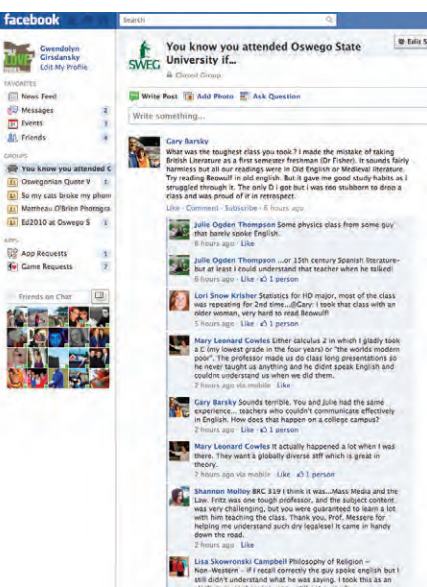 facebook
Search
Gwendolyn
Girsdansky
Edit My Profile
FAVORITES
News Feed
Messages 2
Events 3
Friends 4
GROUPS
You know you attended C
Oswegonian Quote V 1
So my cats broke my phon
Matthew O'Brien Photogra
Ed2010 at Oswego S 1
APPS
App Requests 1
Game Requests 7
Friends on Chat
SWEG
You know you attended Oswego State
University if...
Closed Group
Edit S
Write Post Add Photo Ask Question
Write something...
Gary Barsky
What was the toughest class you took? I made the mistake of taking
British Literature as a first semester freshman (Dr Fisher). It sounds fairly
harmless but all our readings were in Old English or Medieval literature.
Try reading Beowulf in old english. But it gave me good study habits as i
struggled through it. The only D i got but i was too stubborn to drop a
class and was proud of it in retrospect.
Like · Comment · Subscribe · 6 hours ago
Julie Ogden Thompson Some physics class from some guy
that barely spoke English.
6 hours ago · Like
Julie Ogden Thompson ...or 15th century Spanish literature-
but at least I could understand that teacher when he talked!
6 hours ago · Like · 1 person
Lori Snow Krisher Statistics for HD major, most of the class
was repeating for 2nd time...@Gary: I took that class with an
older woman, very hard to read Beowulf!
5 hours ago · Like · 1 person
Mary Leonard Cowles Either calculus 2 in which I gladly took
a C (my lowest grade in the four years) or "the worlds modern
poor". The professor made us do class long presentations so
he never taught us anything and he didnt speak English and
couldnt understand us when we did them.
2 hours ago via mobile · Like
Gary Barsky Sounds terrible. You and Julie had the same
experience... teachers who couldn't communicate effectively
in English. How does that happen on a college campus?
2 hours ago · Like · 1 person
Mary Leonard Cowles It actually happened a lot when I was
there. They want a globally diverse stff which is great in
theory.
2 hours ago via mobile · Like · 1 person
Shannon Molloy BRC 319 I think it was...Mass Media and the
Law. Fritz was one tough professor, and the subject content
was very challenging, but you were guaranteed to learn a lot
with him teaching the class. Thank you, Prof. Messere for
helping me understand such dry legalese! It came in handy
down the road.
2 hours ago · Like
Lisa Skowronski Campbell Philosophy of Religion -
Non-Western - if I recall correctly the guy spoke english but I
still didn't understand what he was saying. I took this as an